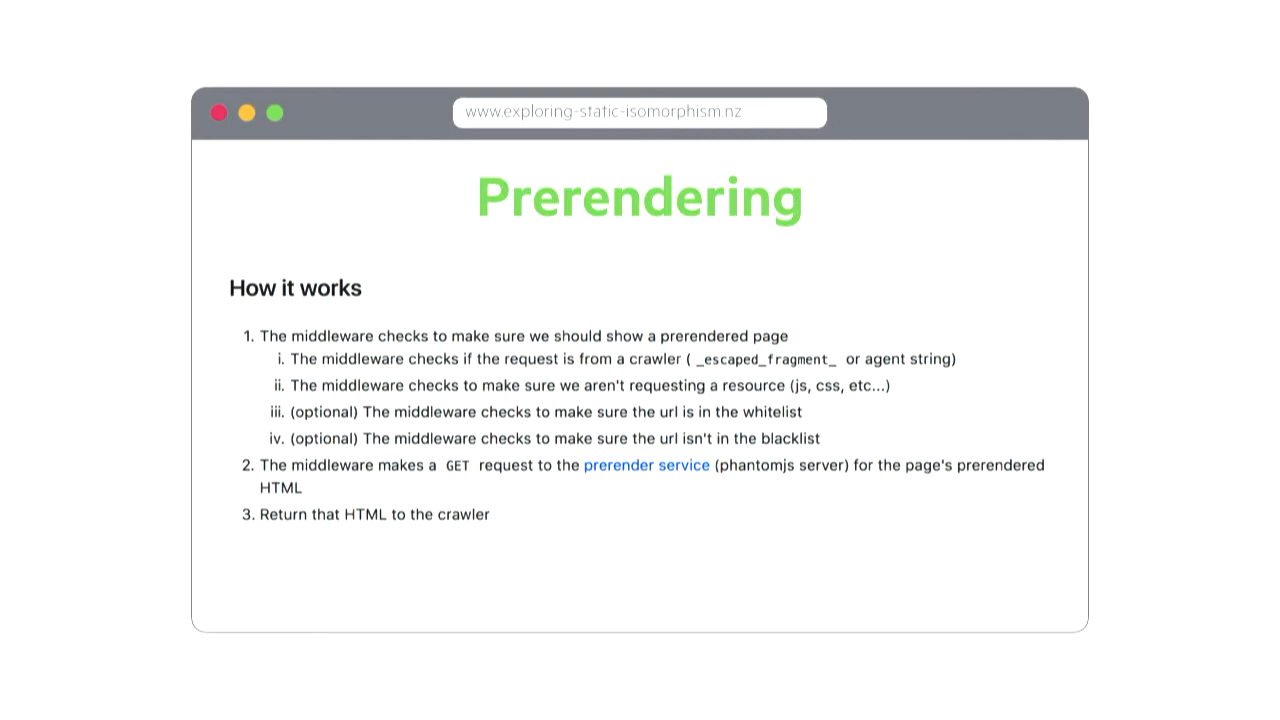 www.exploring-static-isomorphism.nz
Prerendering
How it works
1. The middleware checks to make sure we should show a prerendered page
i. The middleware checks if the request is from a crawler ( _escaped_fragment_ or agent string)
ii. The middleware checks to make sure we aren't requesting a resource (js, css, etc...)
iii. (optional) The middleware checks to make sure the url is in the whitelist
iv. (optional) The middleware checks to make sure the url isn't in the blacklist
2. The middleware makes a GET request to the prerender service (phantomjs server) for the page's prerendered
HTML
3. Return that HTML to the crawler